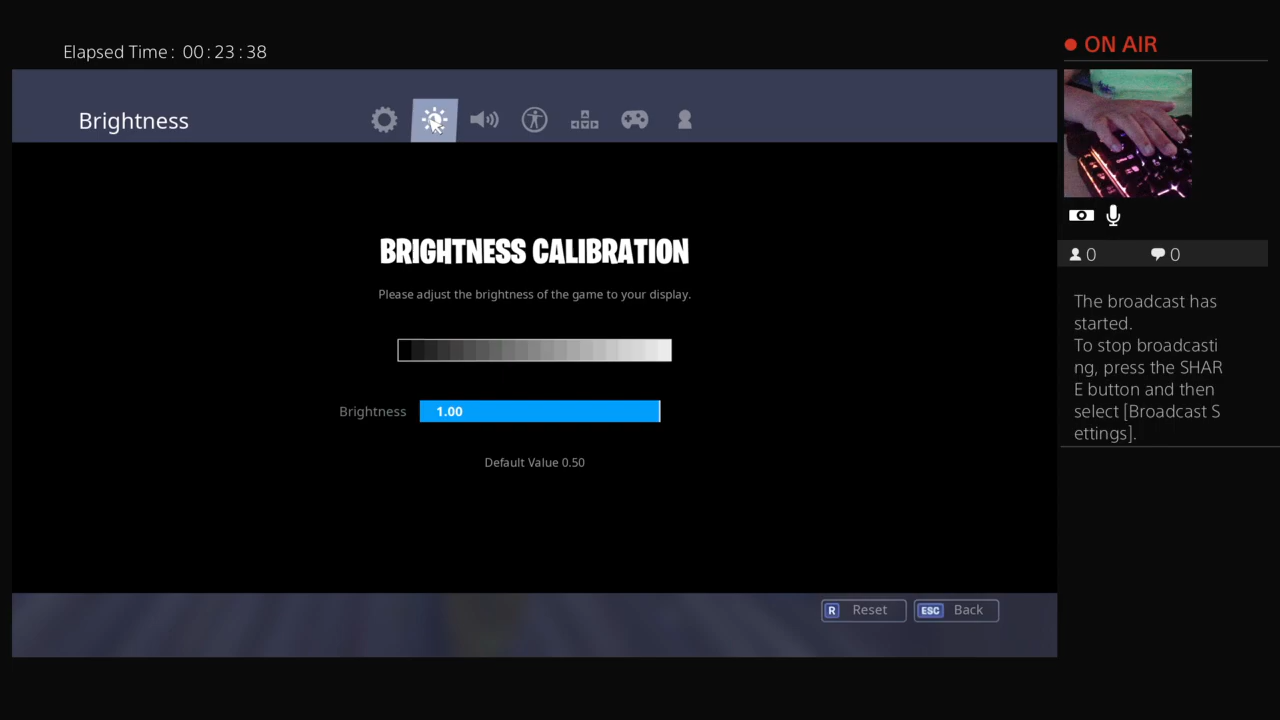 Elapsed Time: 00:23:38
ON AIR
Brightness
BRIGHTNESS CALIBRATION
Please adjust the brightness of the game to your display.
Brightness 1.00
Default Value 0.50
R Reset ESC Back
0 0
The broadcast has
started.
To stop broadcasti
ng, press the SHAR
E button and then
select [Broadcast S
ettings].